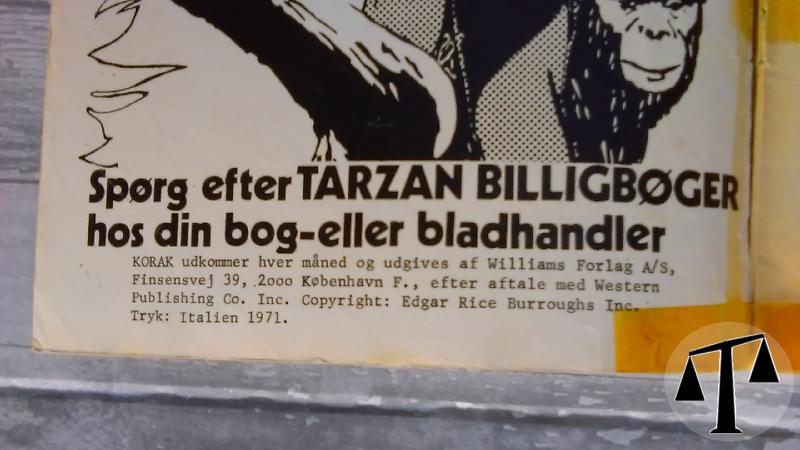 Spørg efter TARZAN BILLIGBØGER
hos din bog-eller bladhandler
KORAK udkommer hver måned og udgives af Williams Forlag A/S,
Finsensvej 39, 2ooo København F., efter aftale med Western
Publishing Co. Inc. Copyright: Edgar Rice Burroughs Inc.
Tryk: Italien 1971.